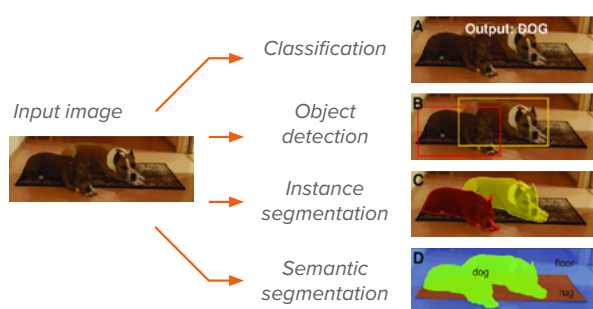 Input image
Classification
Object
detection
Instance
segmentation
Semantic
segmentation
A
Output: DOG
B
C
D
dog
floor
rug